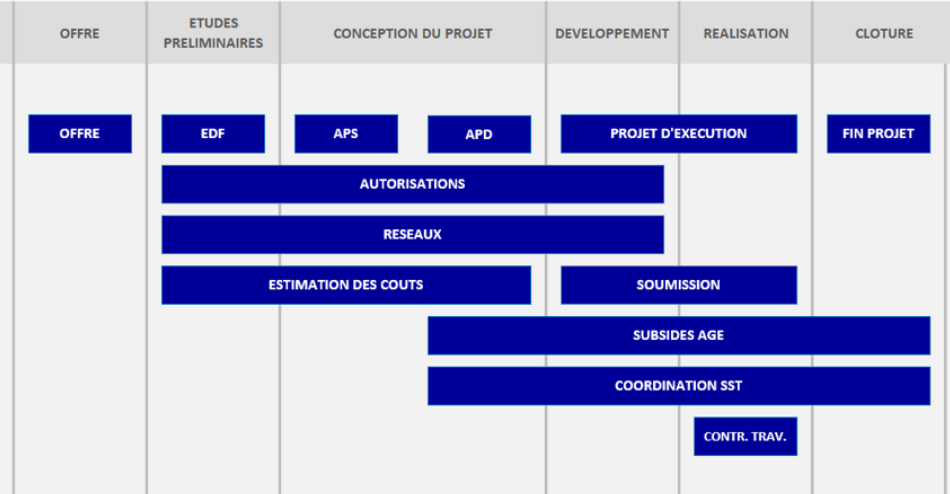 OFFRE
ETUDES
PRELIMINAIRES
CONCEPTION DU PROJET
DEVELOPPEMENT
REALISATION
CLOTURE
OFFRE
EDF
APS
APD
PROJET D'EXECUTION
FIN PROJET
AUTORISATIONS
RESEAUX
ESTIMATION DES COUTS
SOUMISSION
SUBSIDES AGE
COORDINATION SST
CONTR. TRAV.